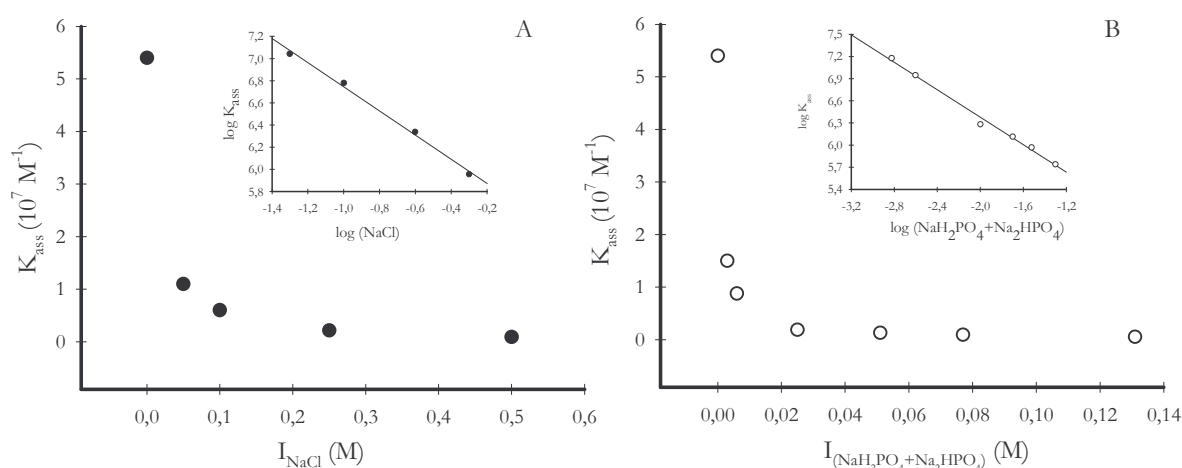 A
6
5
4
3
2
1
0
K_ass (10^7 M^-1)
0,0 0,1 0,2 0,3 0,4 0,5 0,6
I_NaCl (M)
7,2
7,0
6,8
6,6
6,4
6,2
6,0
5,8
log K_ass
-1,4 -1,2 -1,0 -0,8 -0,6 -0,4 -0,2
log (NaCl)
B
6
5
4
3
2
1
0
K_ass (10^7 M^-1)
0,00 0,02 0,04 0,06 0,08 0,10 0,12 0,14
I_(NaH2PO4+Na2HPO4) (M)
7,5
7,2
6,9
6,6
6,3
6,0
5,7
5,4
log K_ass
-3,2 -2,8 -2,4 -2,0 -1,6 -1,2
log (NaH2PO4+Na2HPO4)